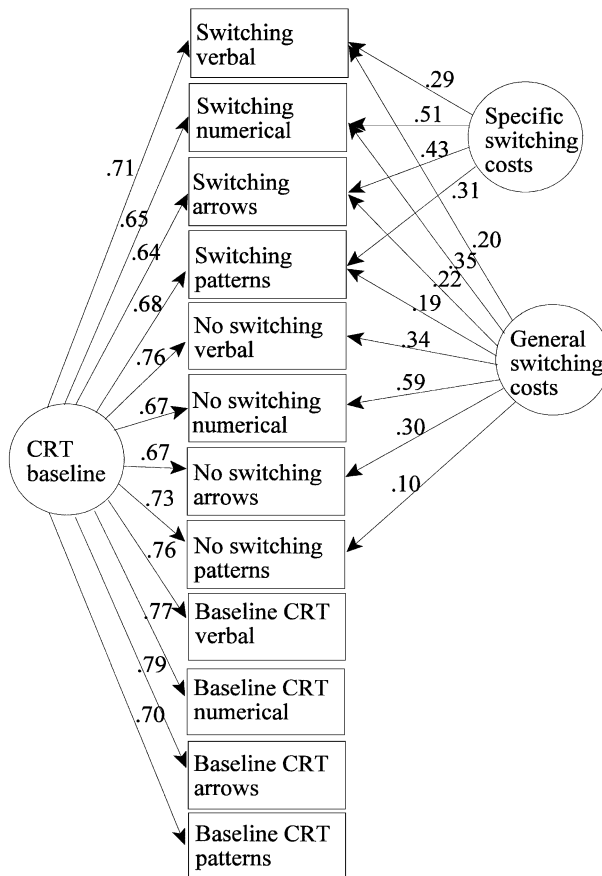 Switching
verbal
Switching
numerical
Switching
arrows
Switching
patterns
No switching
verbal
No switching
numerical
No switching
arrows
No switching
patterns
Baseline CRT
verbal
Baseline CRT
numerical
Baseline CRT
arrows
Baseline CRT
patterns
CRT
baseline
.71
.65
.64
.68
.76
.67
.67
.73
.76
.77
.79
.70
Specific
switching
costs
.29
.51
.43
.31
General
switching
costs
.20
.35
.22
.19
.34
.59
.30
.10